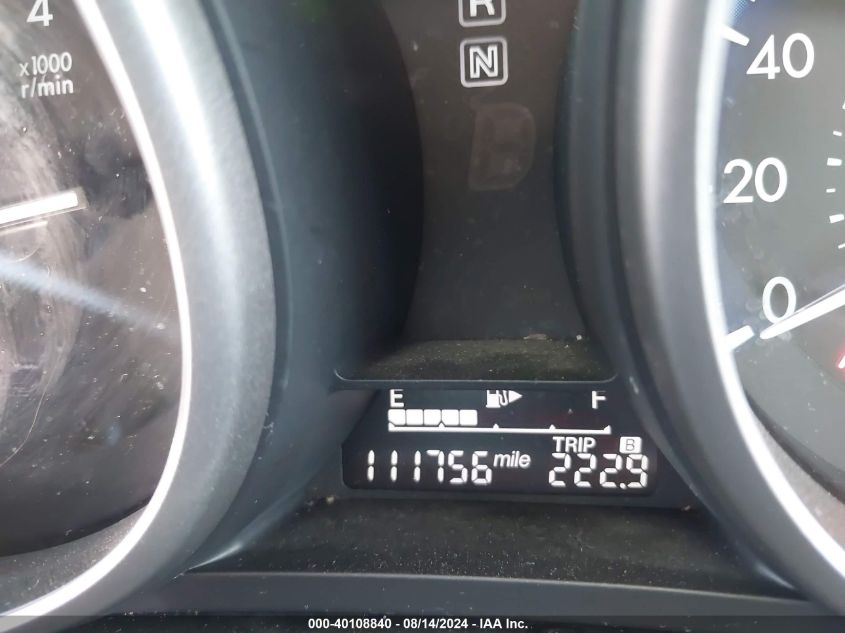 4
x1000
r/min
R
N
D
40
20
0
E F
TRIP B
111756 mile 222.9
000-40108840 / 08/14/2024 - IAA Inc.